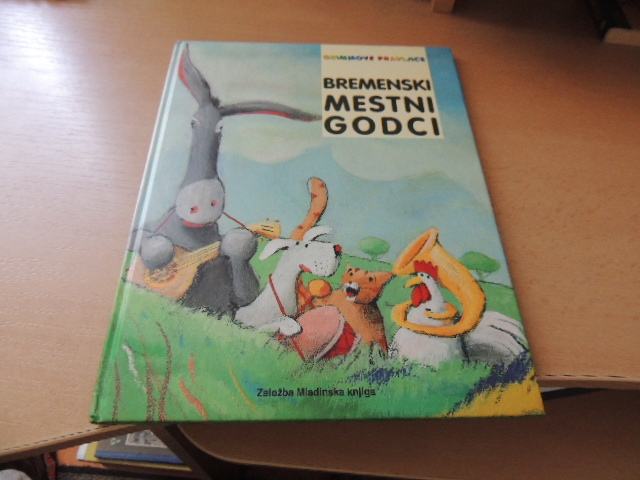 GRIMMOVE PRAVLJICE
BREMENSKI
MESTNI
GODCI
Založba Mladinska knjiga